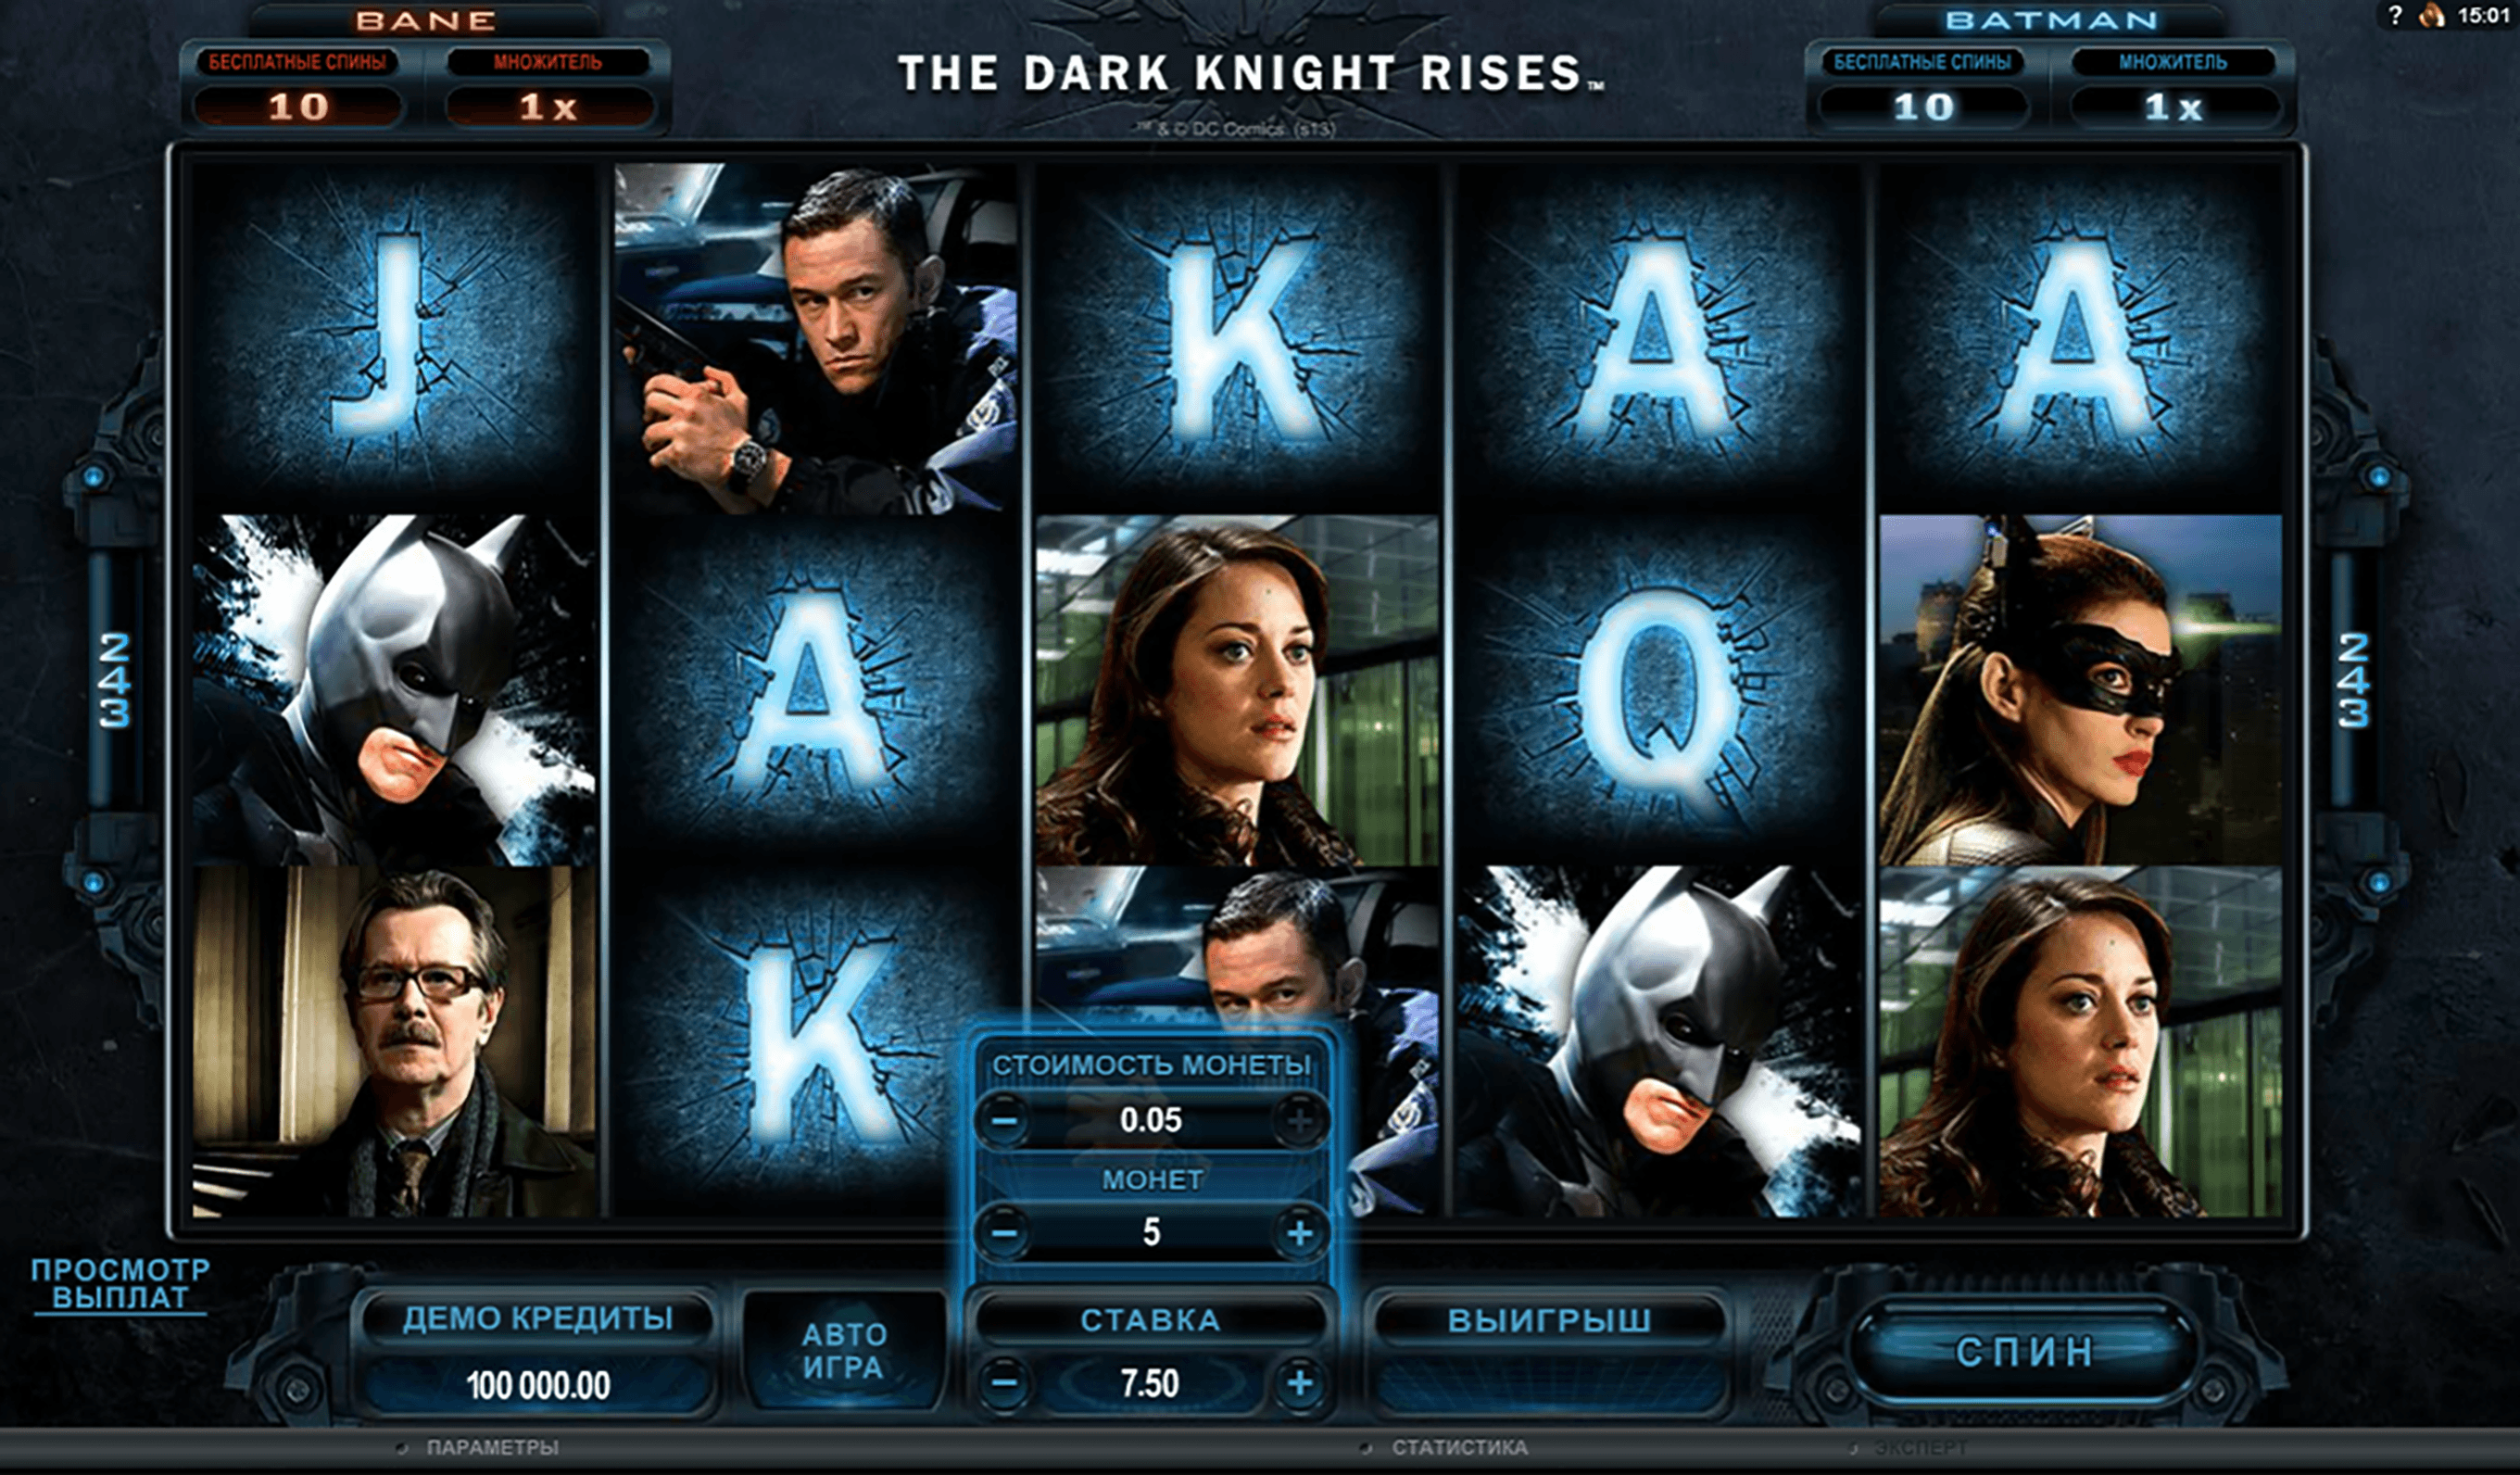 BANE
БЕСПЛАТНЫЕ СПИНЫ
МНОЖИТЕЛЬ
10
1x
THE DARK KNIGHT RISES™
™ & © DC Comics. (s13)
BATMAN
БЕСПЛАТНЫЕ СПИНЫ
МНОЖИТЕЛЬ
10
1x
? 15:01
J
K
A
A
243
A
Q
243
K
СТОИМОСТЬ МОНЕТЫ
− 0.05 +
МОНЕТ
− 5 +
ПРОСМОТР
ВЫПЛАТ
ДЕМО КРЕДИТЫ
100 000.00
АВТО
ИГРА
СТАВКА
− 7.50 +
ВЫИГРЫШ
СПИН
ПАРАМЕТРЫ
СТАТИСТИКА
ЭКСПЕРТ